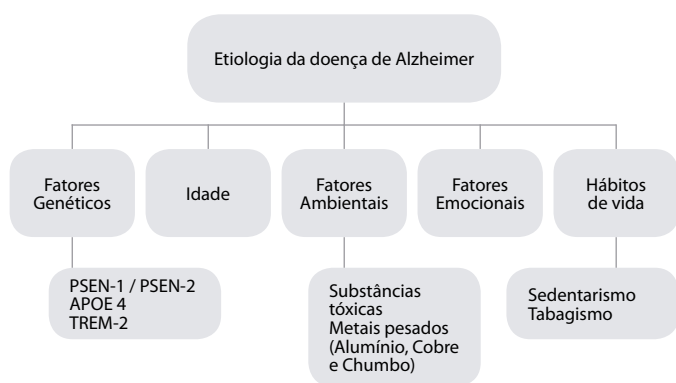 Etiologia da doença de Alzheimer
Fatores
Genéticos
Idade
Fatores
Ambientais
Fatores
Emocionais
Hábitos
de vida
PSEN-1 / PSEN-2
APOE 4
TREM-2
Substâncias
tóxicas
Metais pesados
(Alumínio, Cobre
e Chumbo)
Sedentarismo
Tabagismo